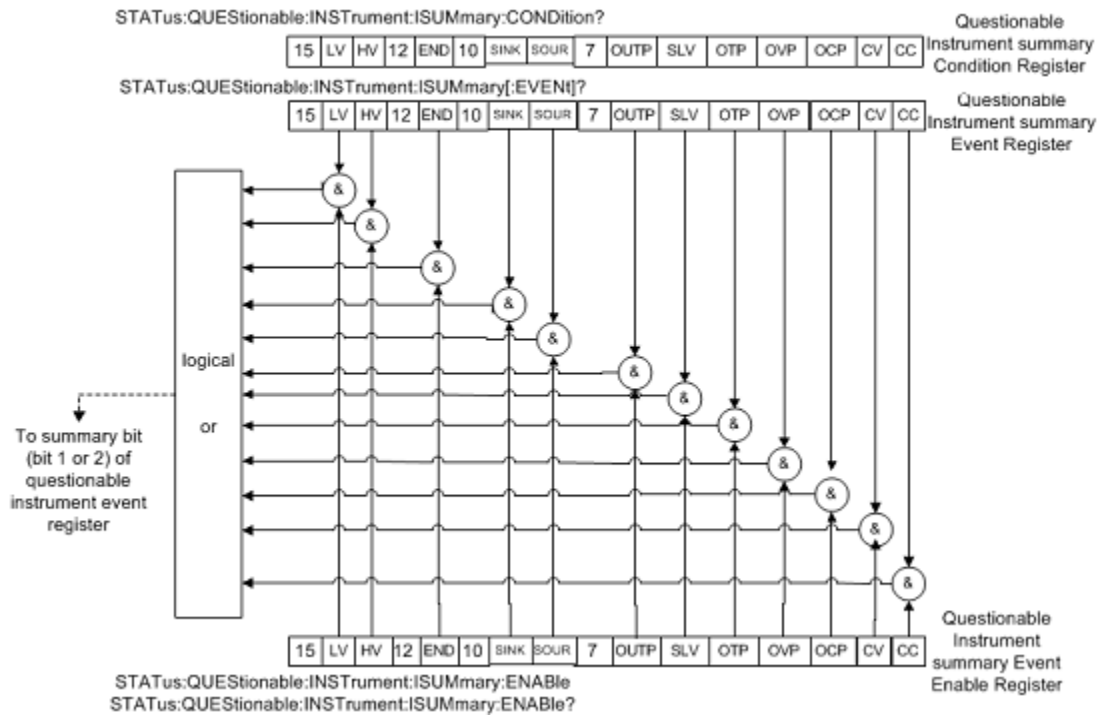 STATus:QUEStionable:INSTrument:ISUMmary:CONDition?
15 LV HV 12 END 10 SINK SOUR 7 OUTP SLV OTP OVP OCP CV CC
Questionable
Instrument summary
Condition Register
STATus:QUEStionable:INSTrument:ISUMmary[:EVENt]?
15 LV HV 12 END 10 SINK SOUR 7 OUTP SLV OTP OVP OCP CV CC
Questionable
Instrument summary
Event Register
&
&
&
&
&
&
&
&
&
&
&
&
logical
or
To summary bit
(bit 1 or 2) of
questionable
instrument event
register
15 LV HV 12 END 10 SINK SOUR 7 OUTP SLV OTP OVP OCP CV CC
Questionable
Instrument
summary Event
Enable Register
STATus:QUEStionable:INSTrument:ISUMmary:ENABle
STATus:QUEStionable:INSTrument:ISUMmary:ENABle?